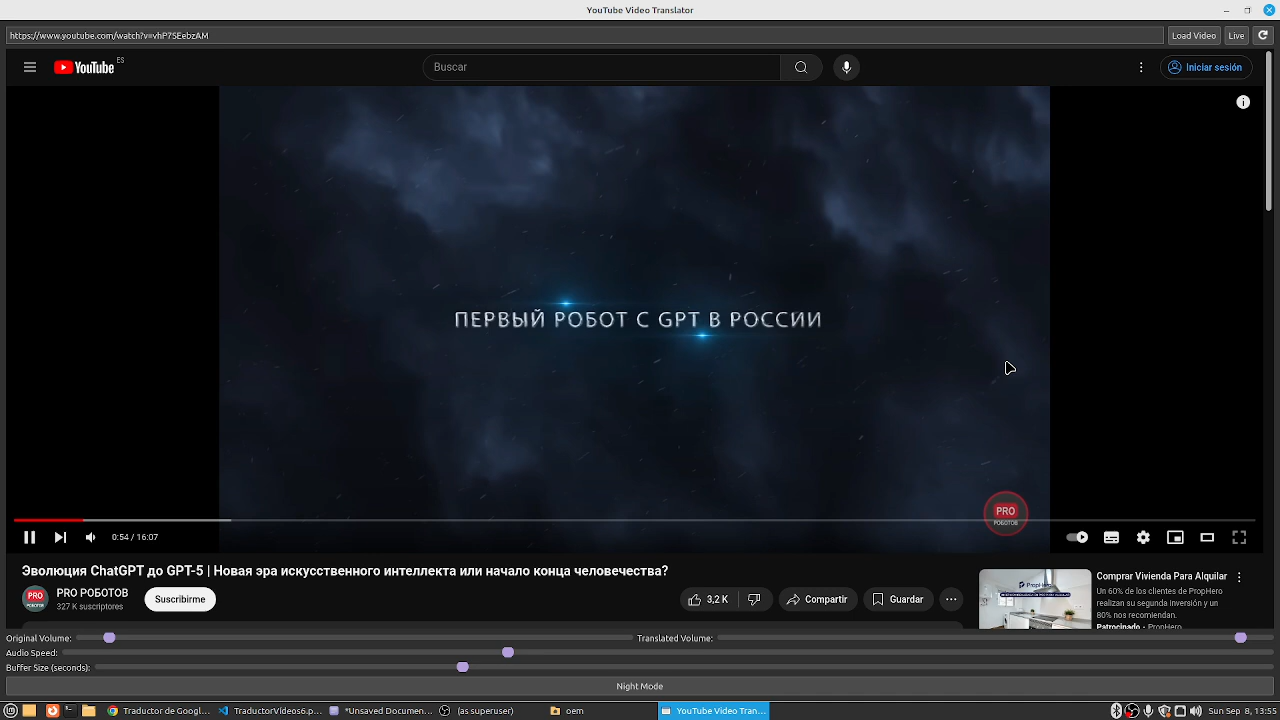 YouTube Video Translator
https://www.youtube.com/watch?v=vhP7SEebzAM
Load Video
Live
YouTube
ES
Buscar
Iniciar sesión
ПЕРВЫЙ РОБОТ С GPT В РОССИИ
PRO
РОБОТОВ
0:54 / 16:07
Эволюция ChatGPT до GPT-5 | Новая эра искусственного интеллекта или начало конца человечества?
PRO
РОБОТОВ
PRO РОБОТОВ
327 K suscriptores
Suscribirme
3,2 K
Compartir
Guardar
PropHero
Comprar Vivienda Para Alquilar
Un 60% de los clientes de PropHero
realizan su segunda inversión y un
80% nos recomiendan.
Patrocinado · PropHero
Original Volume:
Translated Volume:
Audio Speed:
Buffer Size (seconds):
Night Mode
Traductor de Googl...
TraductorVideos6.p...
*Unsaved Documen...
(as superuser)
oem
YouTube Video Tran...
Sun Sep 8, 13:55